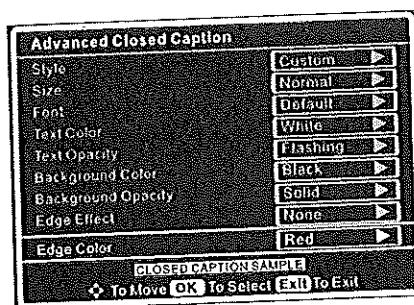 Advanced Closed Caption
Style Custom
Size Normal
Font Default
Text Color White
Text Opacity Flashing
Background Color Black
Background Opacity Solid
Edge Effect None
Edge Color Red
CLOSED CAPTION SAMPLE
To Move OK To Select Exit To Exit